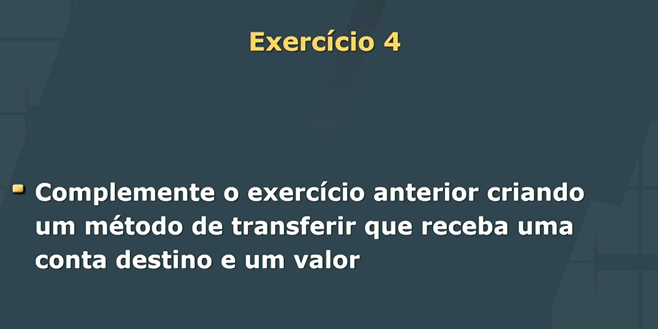 Exercício 4
Complemente o exercício anterior criando
um método de transferir que receba uma
conta destino e um valor